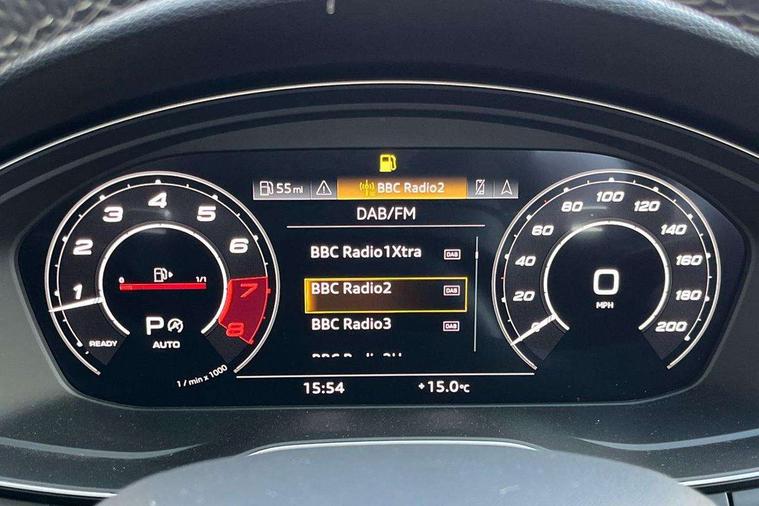 55 mi BBC Radio2
DAB/FM
BBC Radio1Xtra DAB
BBC Radio2 DAB
BBC Radio3 DAB
15:54 +15.0°C
1 2 3 4 5 6 7 8
READY
0 1/1
P A
AUTO
1 / min x 1000
0 20 40 60 80 100 120 140 160 180 200
0
MPH